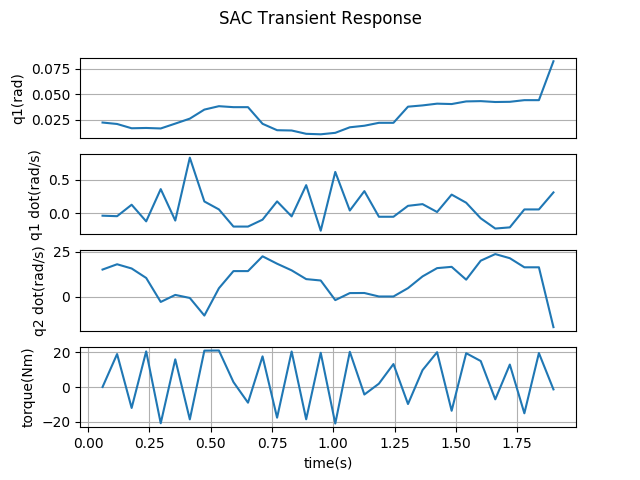 SAC Transient Response
q1(rad)
0.075
0.050
0.025
q1 dot(rad/s)
0.5
0.0
q2 dot(rad/s)
25
0
torque(Nm)
20
0
−20
0.00 0.25 0.50 0.75 1.00 1.25 1.50 1.75
time(s)